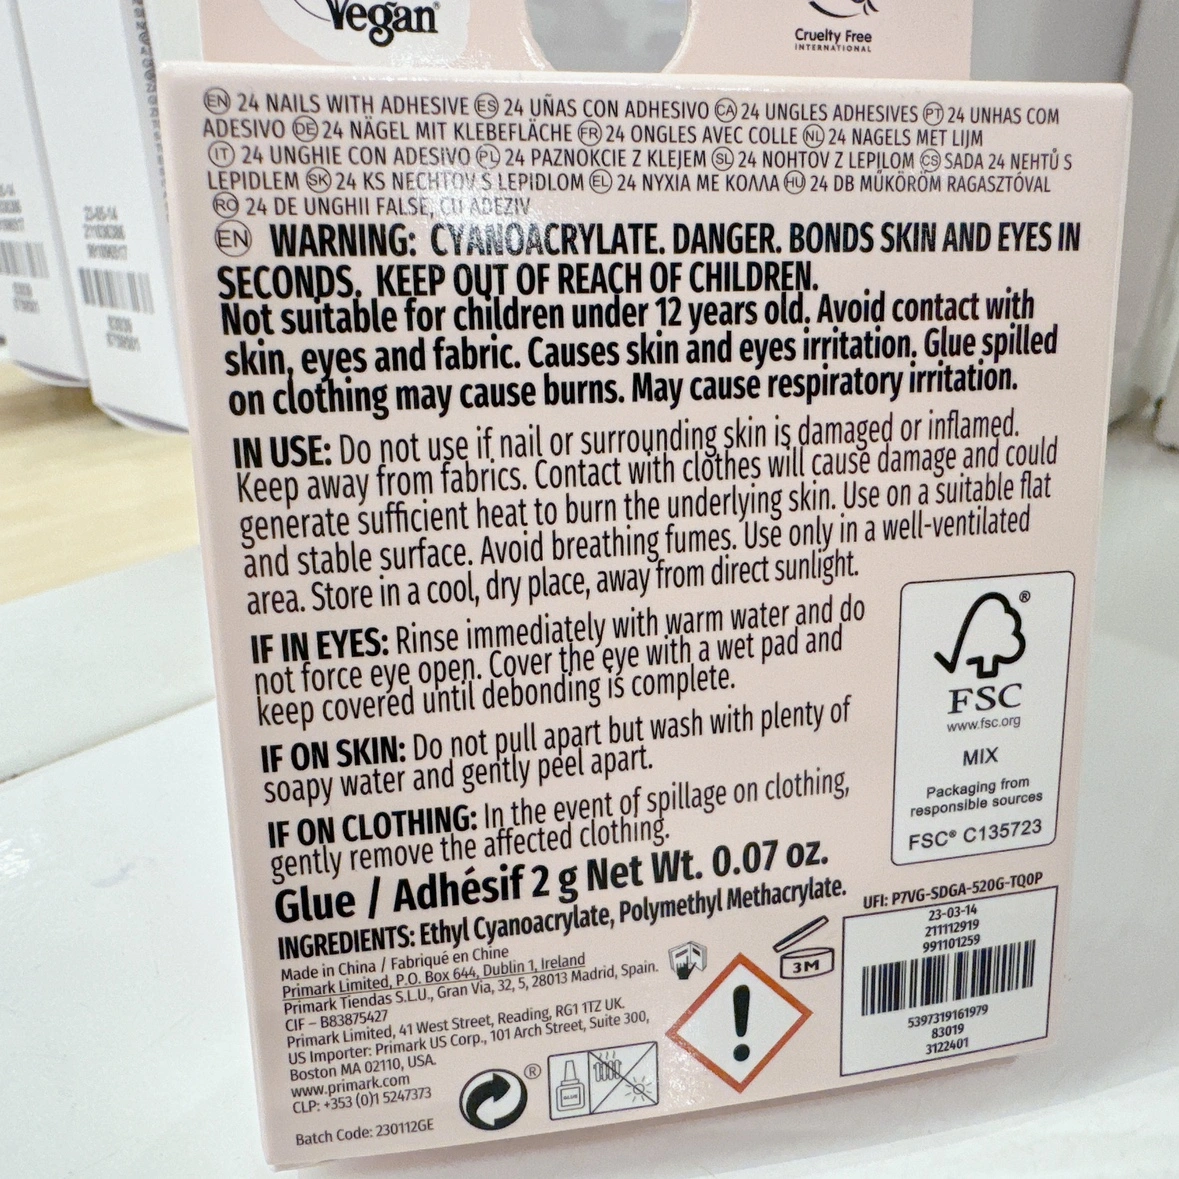 Vegan
Cruelty Free
INTERNATIONAL
EN 24 NAILS WITH ADHESIVE ES 24 UÑAS CON ADHESIVO CA 24 UNGLES ADHESIVES PT 24 UNHAS COM
ADESIVO DE 24 NÄGEL MIT KLEBEFLÄCHE FR 24 ONGLES AVEC COLLE NL 24 NAGELS MET LIJM
IT 24 UNGHIE CON ADESIVO PL 24 PAZNOKCIE Z KLEJEM SL 24 NOHTOV Z LEPILOM CS SADA 24 NEHTŮ S
LEPIDLEM SK 24 KS NECHTOV S LEPIDLOM EL 24 ΝΥΧΙΑ ΜΕ ΚΟΛΛΑ HU 24 DB MŰKÖRÖM RAGASZTÓVAL
RO 24 DE UNGHII FALSE, CU ADEZIV
EN WARNING: CYANOACRYLATE. DANGER. BONDS SKIN AND EYES IN
SECONDS. KEEP OUT OF REACH OF CHILDREN.
Not suitable for children under 12 years old. Avoid contact with
skin, eyes and fabric. Causes skin and eyes irritation. Glue spilled
on clothing may cause burns. May cause respiratory irritation.
IN USE: Do not use if nail or surrounding skin is damaged or inflamed.
Keep away from fabrics. Contact with clothes will cause damage and could
generate sufficient heat to burn the underlying skin. Use on a suitable flat
and stable surface. Avoid breathing fumes. Use only in a well-ventilated
area. Store in a cool, dry place, away from direct sunlight.
IF IN EYES: Rinse immediately with warm water and do
not force eye open. Cover the eye with a wet pad and
keep covered until debonding is complete.
IF ON SKIN: Do not pull apart but wash with plenty of
soapy water and gently peel apart.
IF ON CLOTHING: In the event of spillage on clothing,
gently remove the affected clothing.
Glue / Adhésif 2 g Net Wt. 0.07 oz.
INGREDIENTS: Ethyl Cyanoacrylate, Polymethyl Methacrylate.
Made in China / Fabriqué en Chine
Primark Limited, P.O. Box 644, Dublin 1, Ireland
Primark Tiendas S.L.U., Gran Via, 32, 5, 28013 Madrid, Spain.
CIF – B83875427
Primark Limited, 41 West Street, Reading, RG1 1TZ UK.
US Importer: Primark US Corp., 101 Arch Street, Suite 300,
Boston MA 02110, USA.
www.primark.com
CLP: +353 (0)1 5247373
Batch Code: 230112GE
®
GLUE
3M
®
FSC
www.fsc.org
MIX
Packaging from
responsible sources
FSC® C135723
UFI: P7VG-SDGA-520G-TQ0P
23-03-14
211112919
991101259
5397319161979
83019
3122401